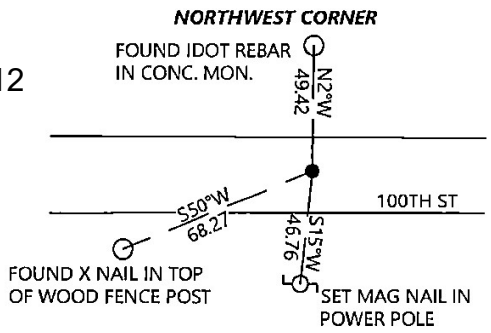 NORTHWEST CORNER
FOUND IDOT REBAR
IN CONC. MON.
12
N2°W
49.42
S50°W
68.27
100TH ST
S15°W
46.76
FOUND X NAIL IN TOP
OF WOOD FENCE POST
SET MAG NAIL IN
POWER POLE